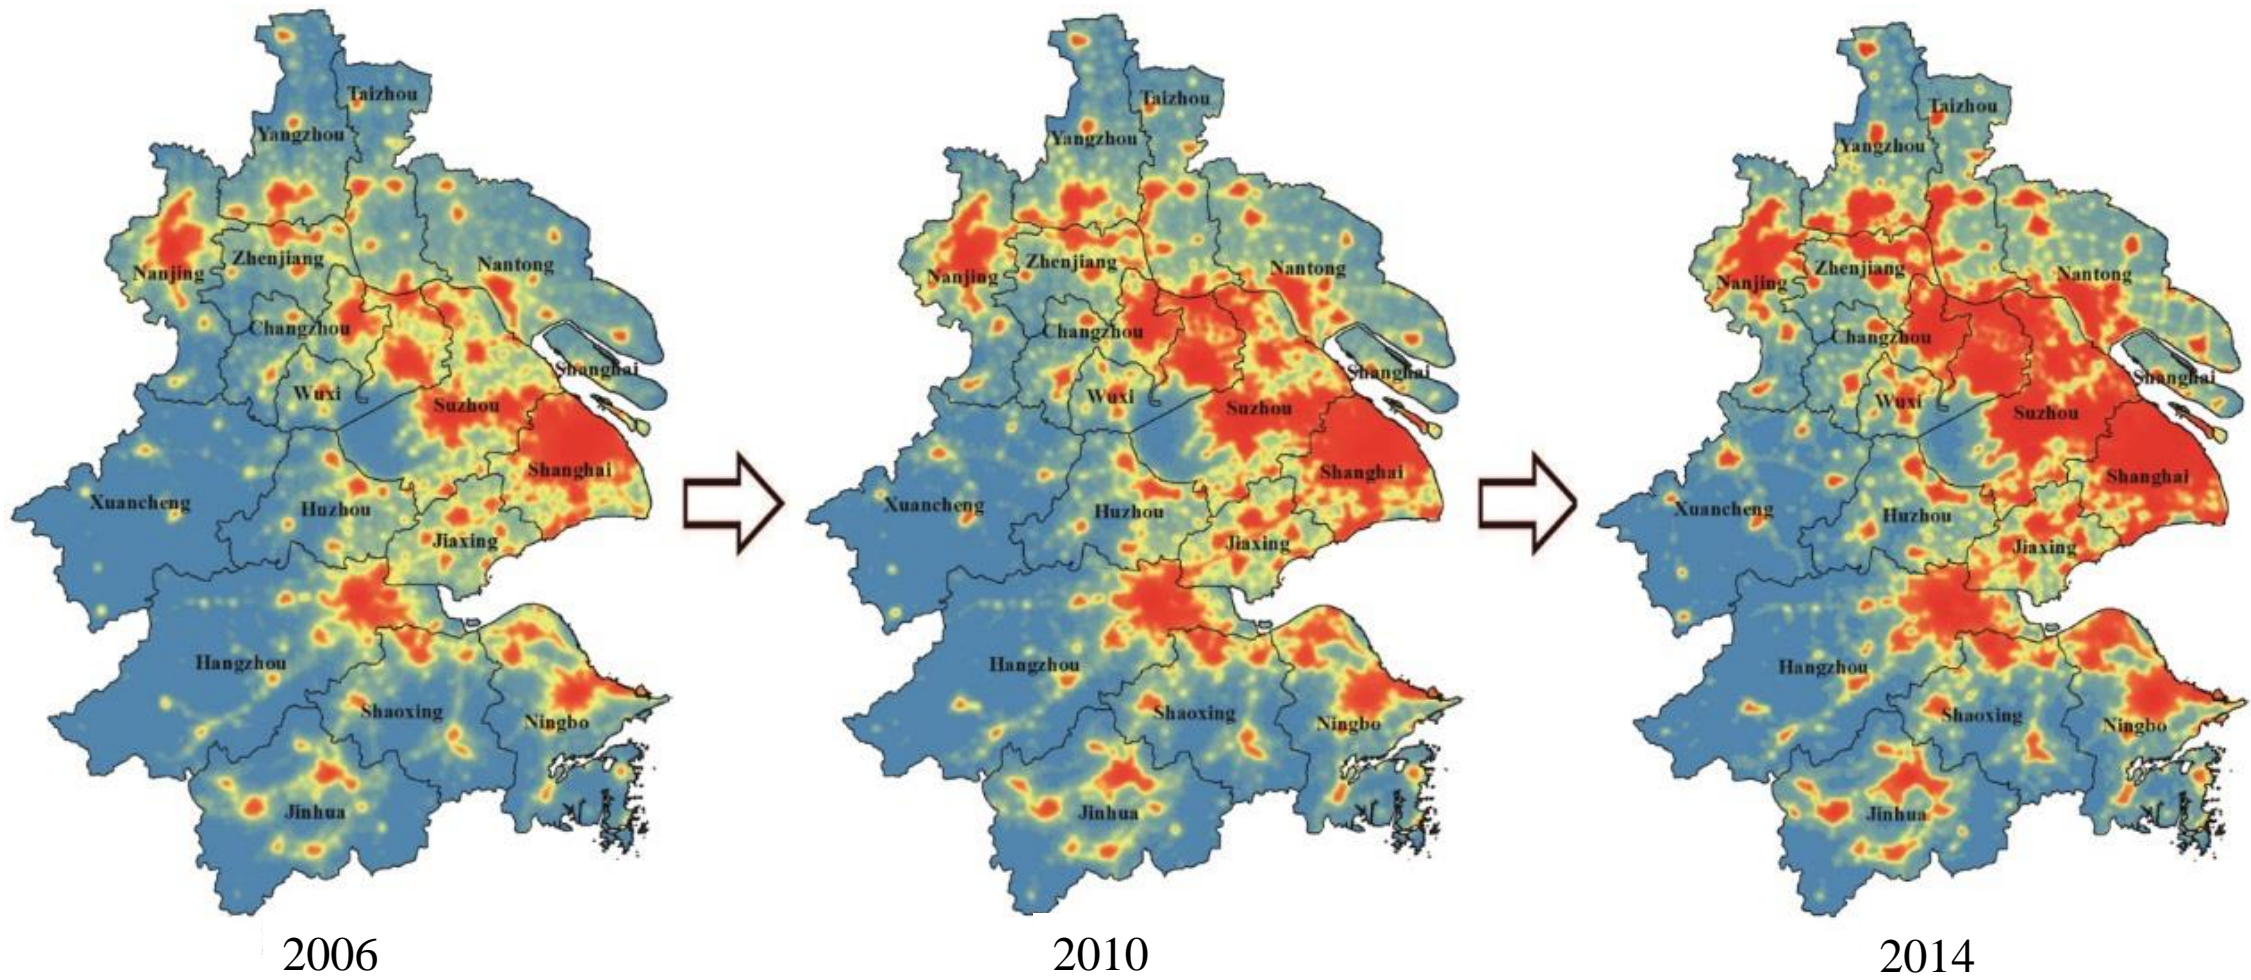 Taizhou
Yangzhou
Nanjing
Zhenjiang
Nantong
Changzhou
Shanghai
Wuxi
Suzhou
Shanghai
Xuancheng
Huzhou
Jiaxing
Hangzhou
Shaoxing
Ningbo
Jinhua
2006
Taizhou
Yangzhou
Nanjing
Zhenjiang
Nantong
Changzhou
Shanghai
Wuxi
Suzhou
Shanghai
Xuancheng
Huzhou
Jiaxing
Hangzhou
Shaoxing
Ningbo
Jinhua
2010
Taizhou
Yangzhou
Nanjing
Zhenjiang
Nantong
Changzhou
Shanghai
Wuxi
Suzhou
Shanghai
Xuancheng
Huzhou
Jiaxing
Hangzhou
Shaoxing
Ningbo
Jinhua
2014